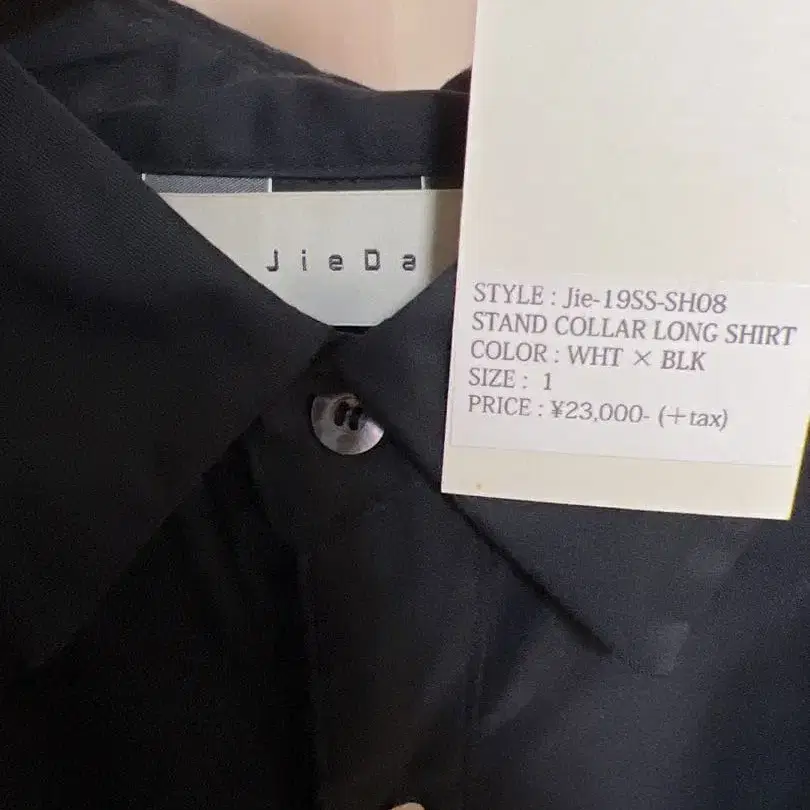 JieDa
STYLE : Jie-19SS-SH08
STAND COLLAR LONG SHIRT
COLOR : WHT × BLK
SIZE : 1
PRICE : ¥23,000- (+tax)